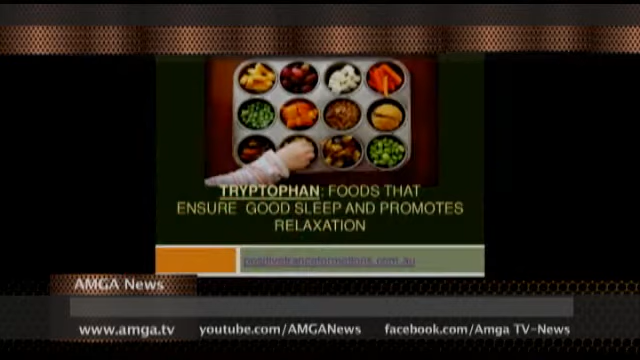 TRYPTOPHAN: FOODS THAT
ENSURE GOOD SLEEP AND PROMOTES
RELAXATION
positivetranceformations.com.au
AMGA News
www.amga.tv youtube.com/AMGANews facebook.com/Amga TV-News